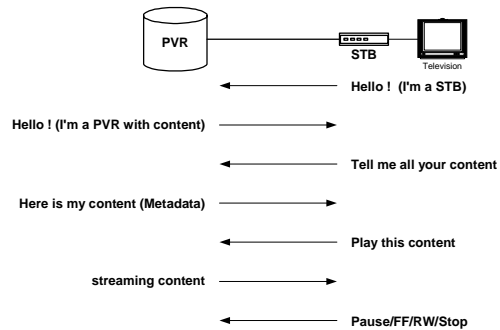 PVR
STB
Television
Hello ! (I'm a STB)
Hello ! (I'm a PVR with content)
Tell me all your content
Here is my content (Metadata)
Play this content
streaming content
Pause/FF/RW/Stop